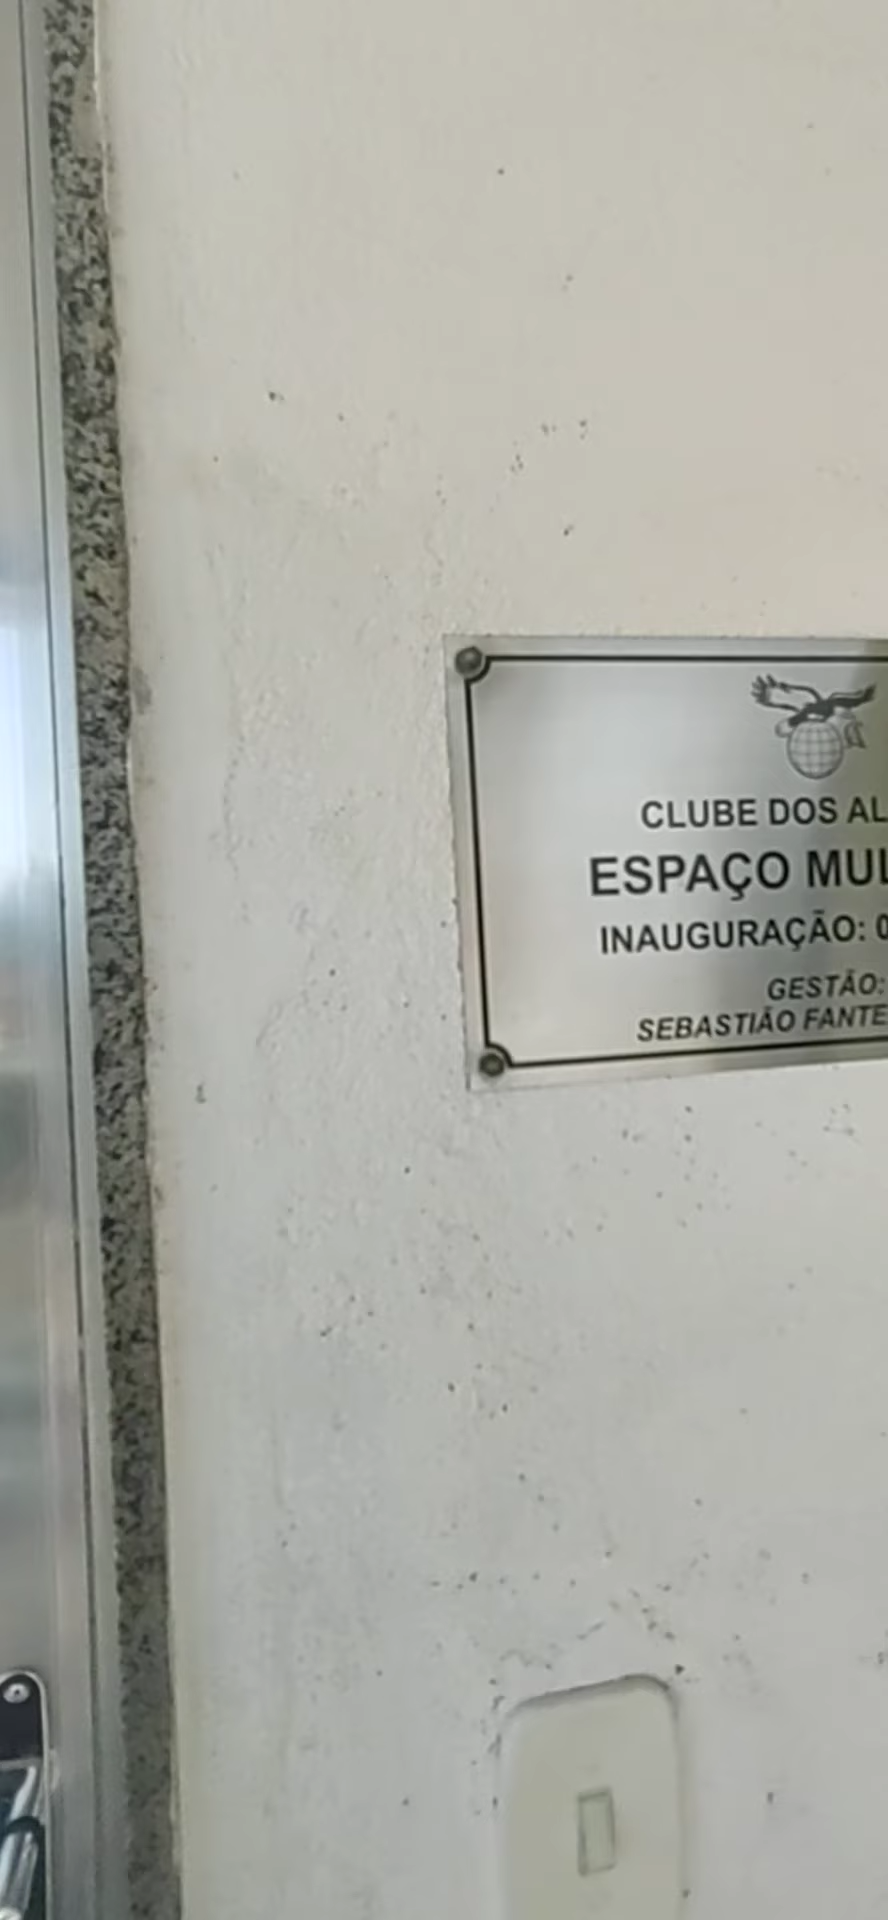 CLUBE DOS AL
ESPAÇO MUL
INAUGURAÇÃO: 0
GESTÃO:
SEBASTIÃO FANTE